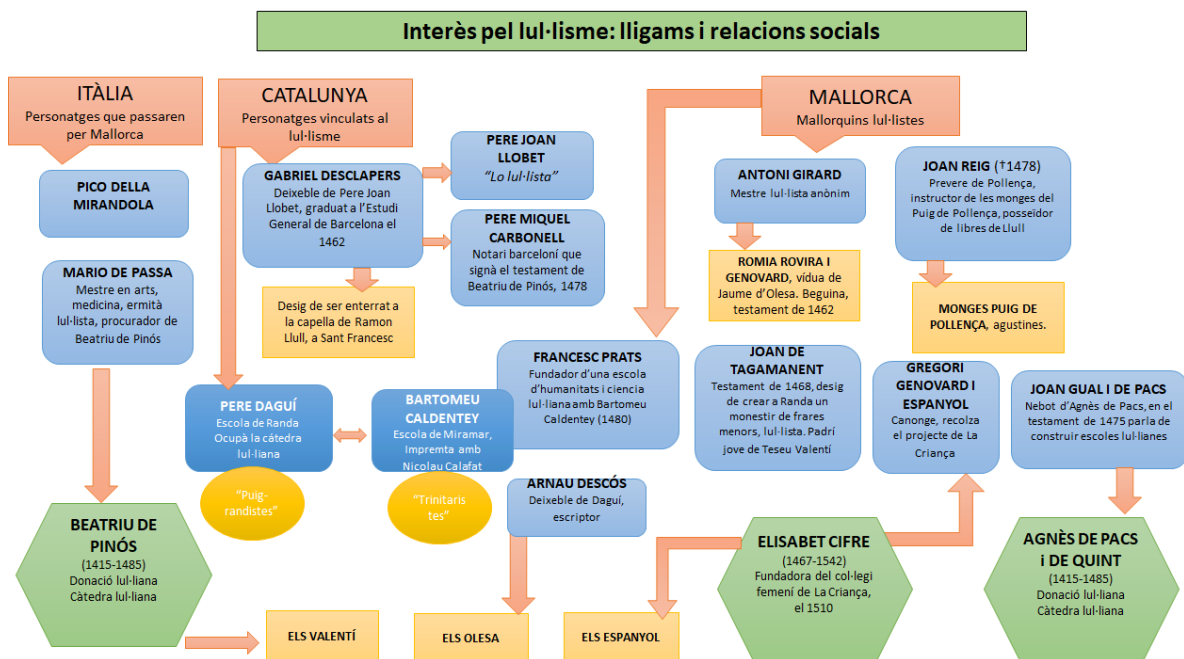 Interès pel lul·lisme: lligams i relacions socials
ITÀLIA
Personatges que passaren
per Mallorca
CATALUNYA
Personatges vinculats al
lul·lisme
MALLORCA
Mallorquins lul·listes
PICO DELLA
MIRANDOLA
MARIO DE PASSA
Mestre en arts,
medicina, ermità
lul·lista, procurador de
Beatriu de Pinós
GABRIEL DESCLAPERS
Deixeble de Pere Joan
Llobet, graduat a l’Estudi
General de Barcelona el
1462
PERE JOAN
LLOBET
“Lo lul·lista”
PERE MIQUEL
CARBONELL
Notari barceloní que
signà el testament de
Beatriu de Pinós, 1478
Desig de ser enterrat a
la capella de Ramon
Llull, a Sant Francesc
ANTONI GIRARD
Mestre lul·lista anònim
ROMIA ROVIRA I
GENOVARD, vídua de
Jaume d’Olesa. Beguina,
testament de 1462
JOAN REIG (†1478)
Prevere de Pollença,
instructor de les monges del
Puig de Pollença, posseïdor
de libres de Llull
MONGES PUIG DE
POLLENÇA, agustines.
PERE DAGUÍ
Escola de Randa
Ocupà la càtedra
lul·liana
BARTOMEU
CALDENTEY
Escola de Miramar,
Impremta amb
Nicolau Calafat
“Puig-
randistes”
“Trinitaris
tes”
FRANCESC PRATS
Fundador d’una escola
d’humanitats i ciencia
lul·liana amb Bartomeu
Caldentey (1480)
JOAN DE
TAGAMANENT
Testament de 1468, desig
de crear a Randa un
monestir de frares
menors, lul·lista. Padrí
jove de Teseu Valentí
GREGORI
GENOVARD I
ESPANYOL
Canonge, recolza
el projecte de La
Criança
JOAN GUAL I DE PACS
Nebot d’Agnès de Pacs, en el
testament de 1475 parla de
construir escoles lul·lianes
ARNAU DESCÓS
Deixeble de Daguí,
escriptor
BEATRIU DE
PINÓS
(1415-1485)
Donació lul·liana
Càtedra lul·liana
ELISABET CIFRE
(1467-1542)
Fundadora del col·legi
femení de La Criança,
el 1510
AGNÈS DE PACS
i DE QUINT
(1415-1485)
Donació lul·liana
Càtedra lul·liana
ELS VALENTÍ
ELS OLESA
ELS ESPANYOL